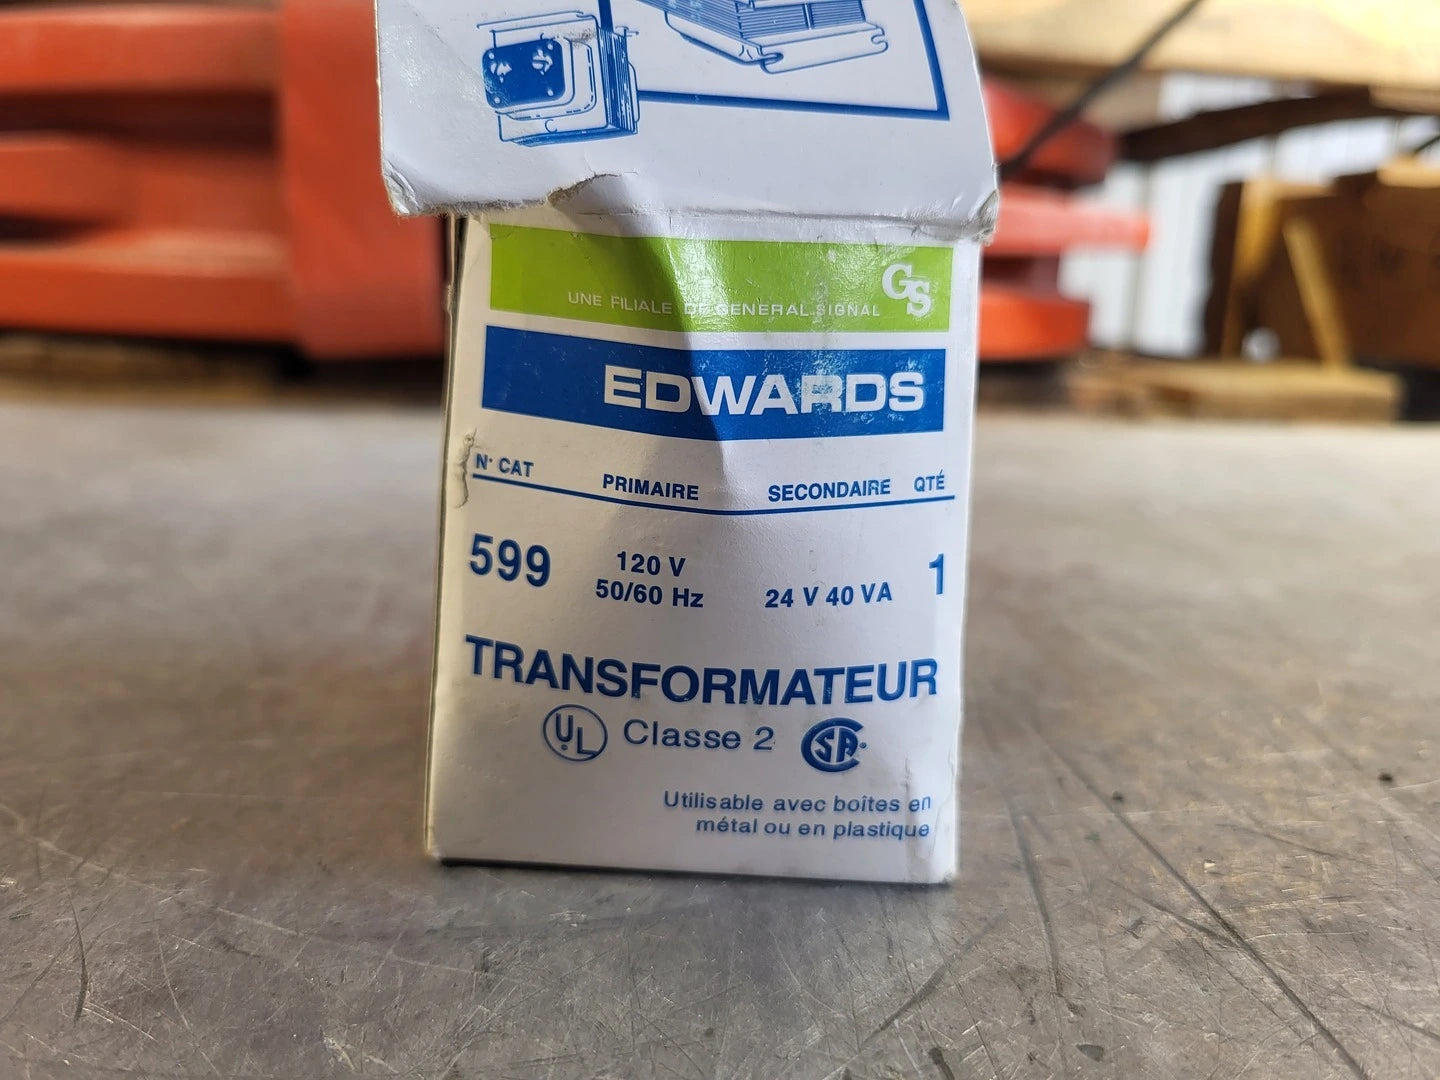 UNE FILIALE DE GENERAL SIGNAL
GS
EDWARDS
N° CAT PRIMAIRE SECONDAIRE QTÉ
599 120 V 50/60 Hz 24 V 40 VA 1
TRANSFORMATEUR
UL Classe 2 CSA
Utilisable avec boîtes en
métal ou en plastique